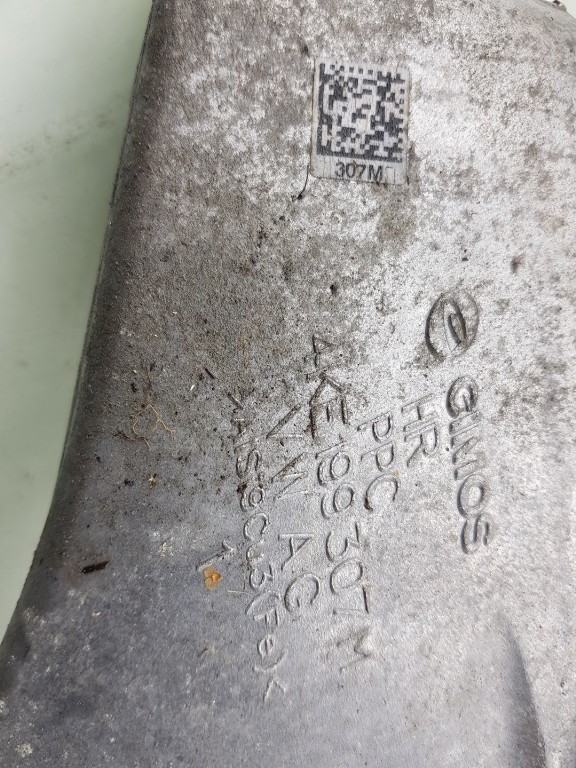 307M
GIMOS
HR
PPC
4KE 199 307 M
VW AG
>AlSi9Cu3(Fe)<